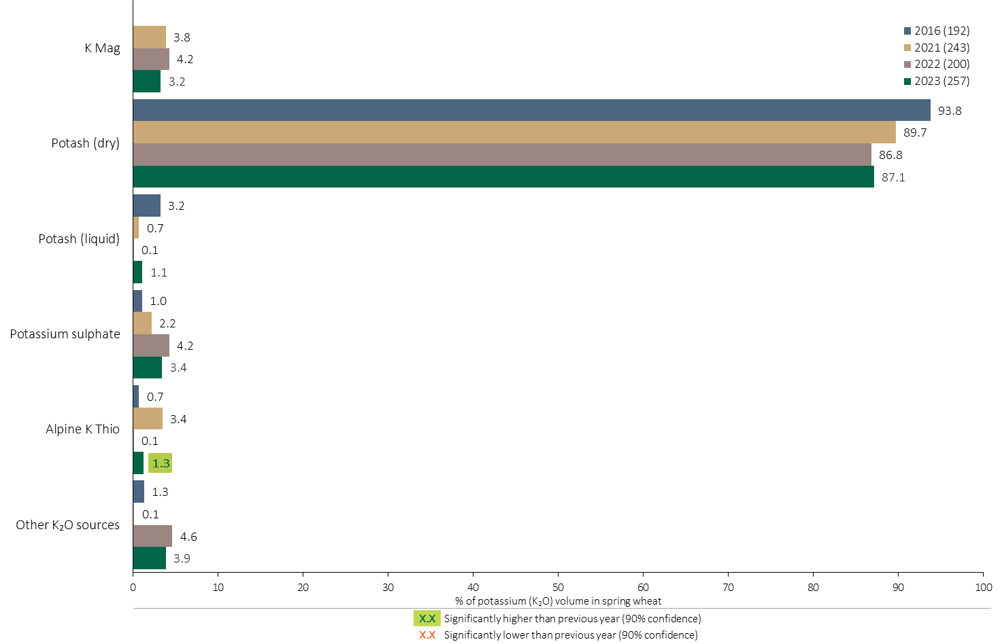 2016 (192)
2021 (243)
2022 (200)
2023 (257)
K Mag
3.8
4.2
3.2
Potash (dry)
93.8
89.7
86.8
87.1
Potash (liquid)
3.2
0.7
0.1
1.1
Potassium sulphate
1.0
2.2
4.2
3.4
Alpine K Thio
0.7
3.4
0.1
1.3
Other K₂O sources
1.3
0.1
4.6
3.9
0 10 20 30 40 50 60 70 80 90 100
% of potassium (K₂O) volume in spring wheat
X.X Significantly higher than previous year (90% confidence)
X.X Significantly lower than previous year (90% confidence)